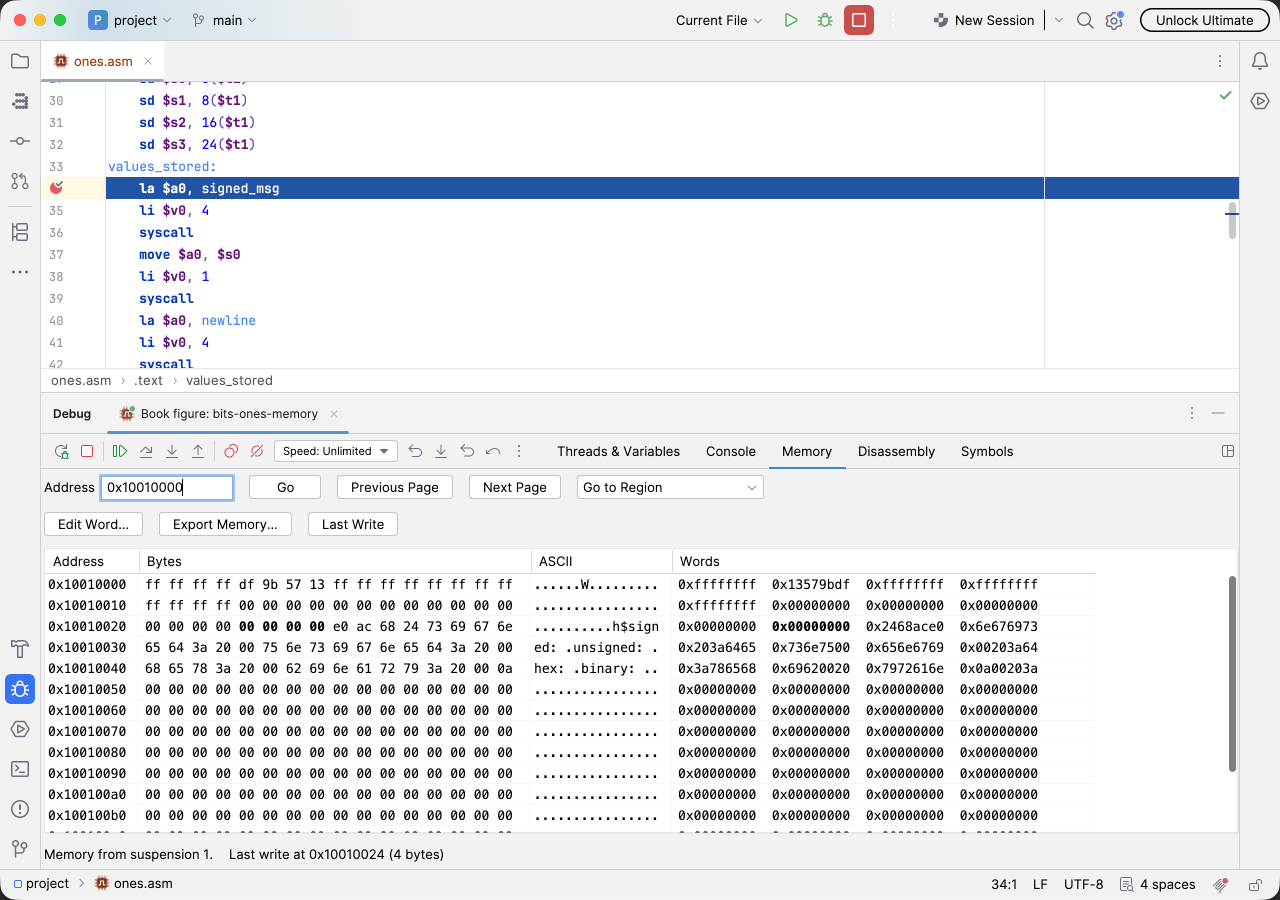 P project main Current File New Session Unlock Ultimate
ones.asm
30 sd $s1, 8($t1)
31 sd $s2, 16($t1)
32 sd $s3, 24($t1)
33 values_stored:
la $a0, signed_msg
35 li $v0, 4
36 syscall
37 move $a0, $s0
38 li $v0, 1
39 syscall
40 la $a0, newline
41 li $v0, 4
42 syscall
ones.asm › .text › values_stored
Debug Book figure: bits-ones-memory
Speed: Unlimited Threads & Variables Console Memory Disassembly Symbols
Address 0x10010000 Go Previous Page Next Page Go to Region
Edit Word... Export Memory... Last Write
Address Bytes ASCII Words
0x10010000 ff ff ff ff df 9b 57 13 ff ff ff ff ff ff ff ff ......W......... 0xffffffff 0x13579bdf 0xffffffff 0xffffffff
0x10010010 ff ff ff ff 00 00 00 00 00 00 00 00 00 00 00 00 ................ 0xffffffff 0x00000000 0x00000000 0x00000000
0x10010020 00 00 00 00 00 00 00 00 e0 ac 68 24 73 69 67 6e ..........h$sign 0x00000000 0x00000000 0x2468ace0 0x6e676973
0x10010030 65 64 3a 20 00 75 6e 73 69 67 6e 65 64 3a 20 00 ed: .unsigned: . 0x203a6465 0x736e7500 0x656e6769 0x00203a64
0x10010040 68 65 78 3a 20 00 62 69 6e 61 72 79 3a 20 00 0a hex: .binary: .. 0x3a786568 0x69620020 0x7972616e 0x0a00203a
0x10010050 00 00 00 00 00 00 00 00 00 00 00 00 00 00 00 00 ................ 0x00000000 0x00000000 0x00000000 0x00000000
0x10010060 00 00 00 00 00 00 00 00 00 00 00 00 00 00 00 00 ................ 0x00000000 0x00000000 0x00000000 0x00000000
0x10010070 00 00 00 00 00 00 00 00 00 00 00 00 00 00 00 00 ................ 0x00000000 0x00000000 0x00000000 0x00000000
0x10010080 00 00 00 00 00 00 00 00 00 00 00 00 00 00 00 00 ................ 0x00000000 0x00000000 0x00000000 0x00000000
0x10010090 00 00 00 00 00 00 00 00 00 00 00 00 00 00 00 00 ................ 0x00000000 0x00000000 0x00000000 0x00000000
0x100100a0 00 00 00 00 00 00 00 00 00 00 00 00 00 00 00 00 ................ 0x00000000 0x00000000 0x00000000 0x00000000
0x100100b0 00 00 00 00 00 00 00 00 00 00 00 00 00 00 00 00 ................ 0x00000000 0x00000000 0x00000000 0x00000000
Memory from suspension 1. Last write at 0x10010024 (4 bytes)
project › ones.asm 34:1 LF UTF-8 4 spaces